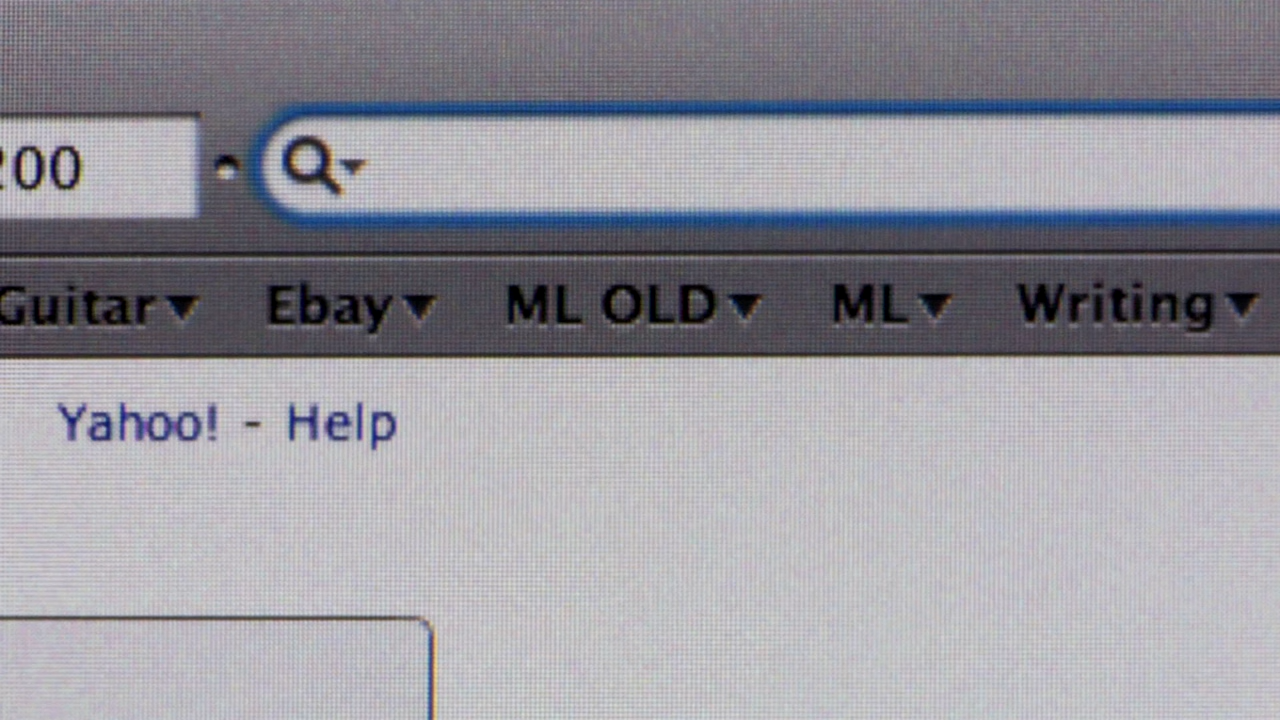 200
Guitar▾ Ebay▾ ML OLD▾ ML▾ Writing▾
Yahoo! - Help